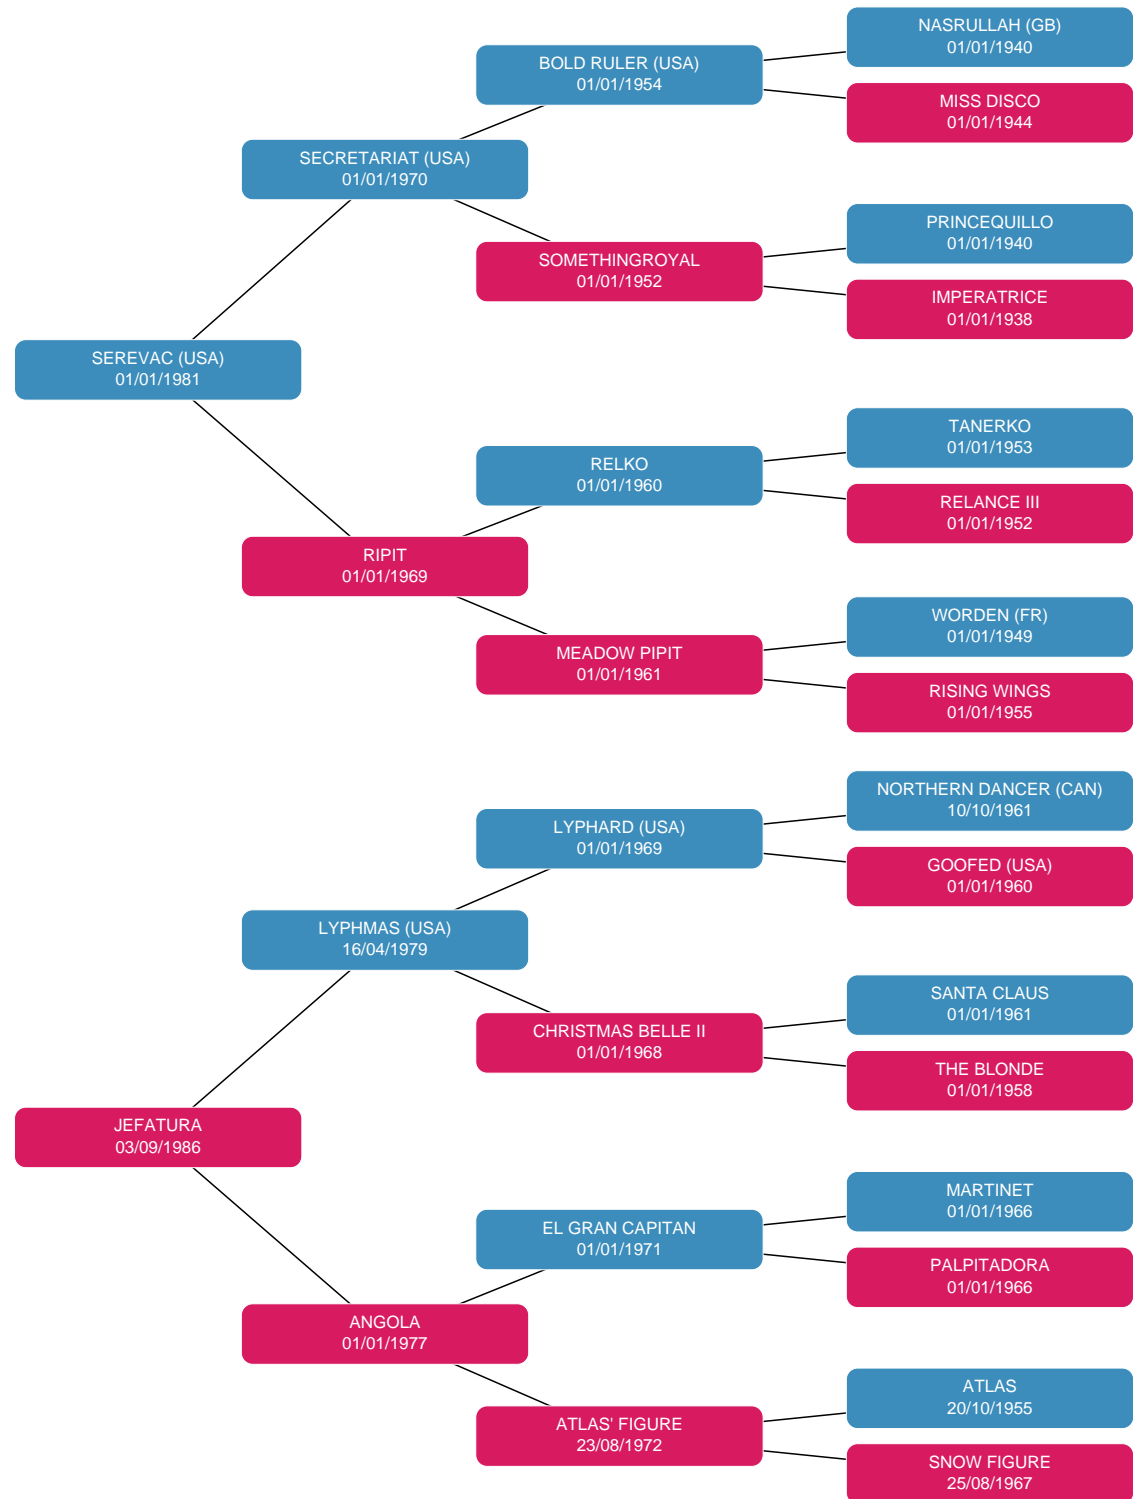 NASRULLAH (GB)
01/01/1940
BOLD RULER (USA)
01/01/1954
MISS DISCO
01/01/1944
SECRETARIAT (USA)
01/01/1970
PRINCEQUILLO
01/01/1940
SOMETHINGROYAL
01/01/1952
IMPERATRICE
01/01/1938
SEREVAC (USA)
01/01/1981
TANERKO
01/01/1953
RELKO
01/01/1960
RELANCE III
01/01/1952
RIPIT
01/01/1969
WORDEN (FR)
01/01/1949
MEADOW PIPIT
01/01/1961
RISING WINGS
01/01/1955
NORTHERN DANCER (CAN)
10/10/1961
LYPHARD (USA)
01/01/1969
GOOFED (USA)
01/01/1960
LYPHMAS (USA)
16/04/1979
SANTA CLAUS
01/01/1961
CHRISTMAS BELLE II
01/01/1968
THE BLONDE
01/01/1958
JEFATURA
03/09/1986
MARTINET
01/01/1966
EL GRAN CAPITAN
01/01/1971
PALPITADORA
01/01/1966
ANGOLA
01/01/1977
ATLAS
20/10/1955
ATLAS' FIGURE
23/08/1972
SNOW FIGURE
25/08/1967